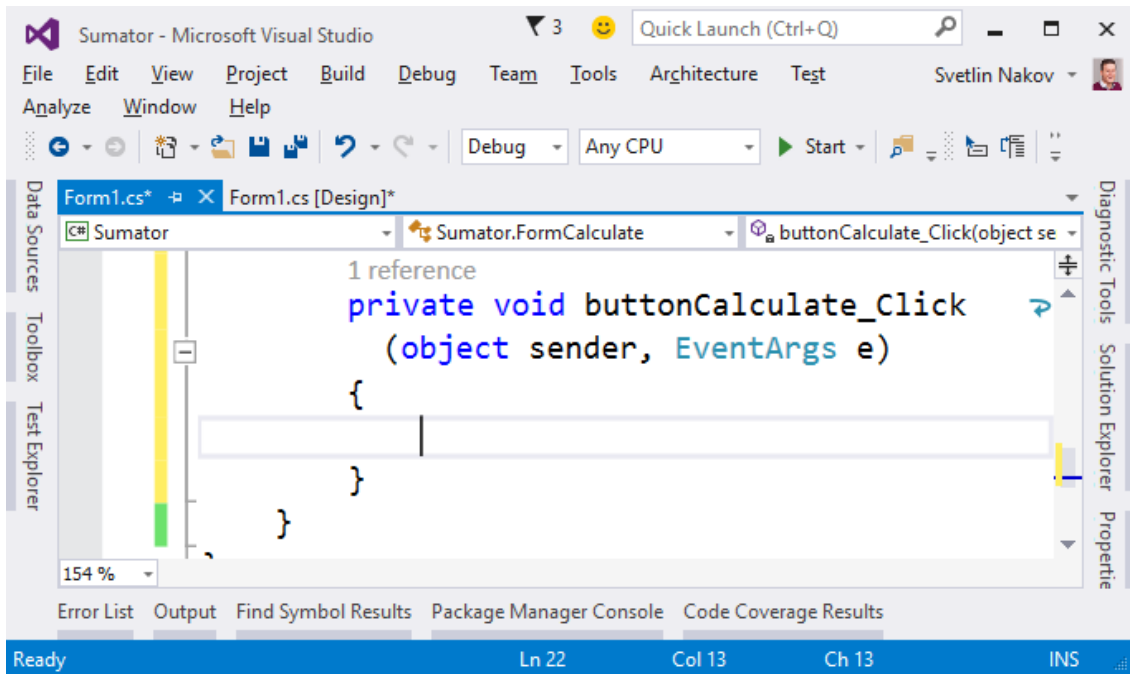 Sumator - Microsoft Visual Studio 3 Quick Launch (Ctrl+Q)
File Edit View Project Build Debug Team Tools Architecture Test Svetlin Nakov
Analyze Window Help
Debug Any CPU Start
Form1.cs* Form1.cs [Design]*
C# Sumator Sumator.FormCalculate buttonCalculate_Click(object se
1 reference
private void buttonCalculate_Click
(object sender, EventArgs e)
{
}
}
154 %
Data Sources
Toolbox
Test Explorer
Diagnostic Tools
Solution Explorer
Propertie
Error List Output Find Symbol Results Package Manager Console Code Coverage Results
Ready Ln 22 Col 13 Ch 13 INS